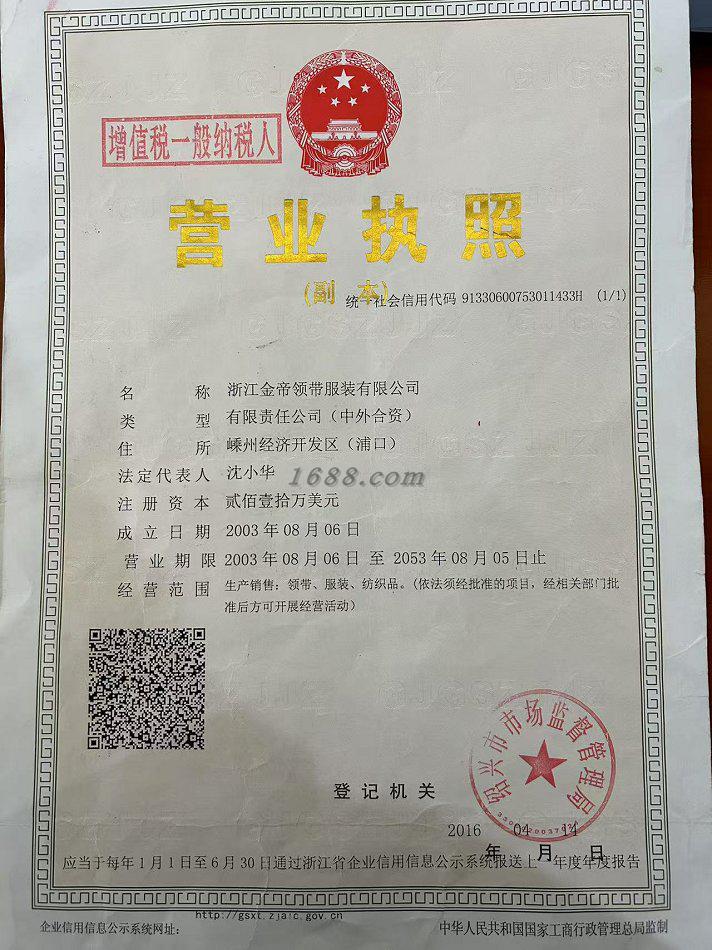 增值税一般纳税人
营业执照
(副 本)
统一社会信用代码 91330600753011433H (1/1)
名 称 浙江金帝领带服装有限公司
类 型 有限责任公司（中外合资）
住 所 嵊州经济开发区（浦口）
法定代表人 沈小华
1688.com
注册资本 贰佰壹拾万美元
成立日期 2003年08月06日
营业期限 2003年08月06日 至 2053年08月05日止
经营范围 生产销售：领带、服装、纺织品。(依法须经批准的项目，经相关部门批
准后方可开展经营活动）
绍兴市市场监督管理局
登记机关
2016 04 14
年 月 日
应当于每年1月1日至6月30日通过浙江省企业信用信息公示系统报送上一年度年度报告
http://gsxt.zjaic.gov.cn
企业信用信息公示系统网址：
中华人民共和国国家工商行政管理总局监制